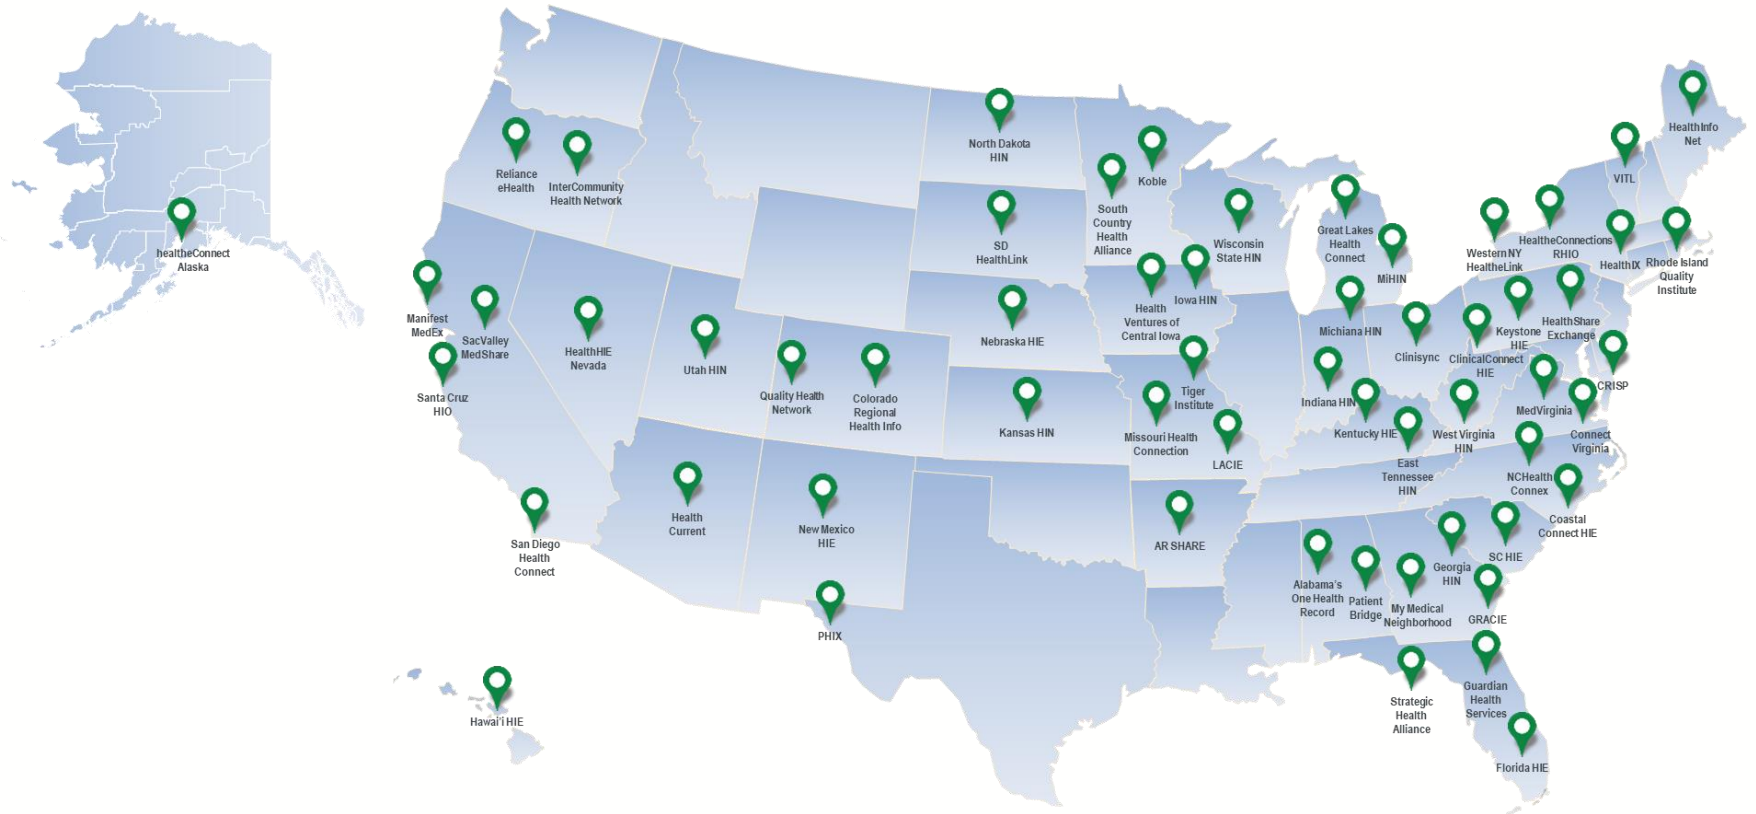 healtheConnect
Alaska
Hawai'i HIE
Reliance
eHealth
InterCommunity
Health Network
Manifest
MedEx
SacValley
MedShare
Santa Cruz
HIO
San Diego
Health
Connect
HealthHIE
Nevada
Utah HIN
Health
Current
Quality Health
Network
Colorado
Regional
Health Info
New Mexico
HIE
PHIX
North Dakota
HIN
SD
HealthLink
Nebraska HIE
Kansas HIN
South
Country
Health
Alliance
Koble
Health
Ventures of
Central Iowa
Iowa HIN
Wisconsin
State HIN
Tiger
Institute
Missouri Health
Connection
LACIE
AR SHARE
Great Lakes
Health
Connect
MiHIN
Michiana HIN
Indiana HIN
Clinisync
Kentucky HIE
East
Tennessee
HIN
West Virginia
HIN
ClinicalConnect
HIE
Keystone
HIE
HealthShare
Exchange
Western NY
HealtheLink
HealtheConnections
RHIO
HealthIX
VITL
HealthInfo
Net
Rhode Island
Quality
Institute
CRISP
MedVirginia
Connect
Virginia
NCHealth
Connex
Coastal
Connect HIE
SC HIE
Georgia
HIN
GRACIE
My Medical
Neighborhood
Patient
Bridge
Alabama's
One Health
Record
Strategic
Health
Alliance
Guardian
Health
Services
Florida HIE